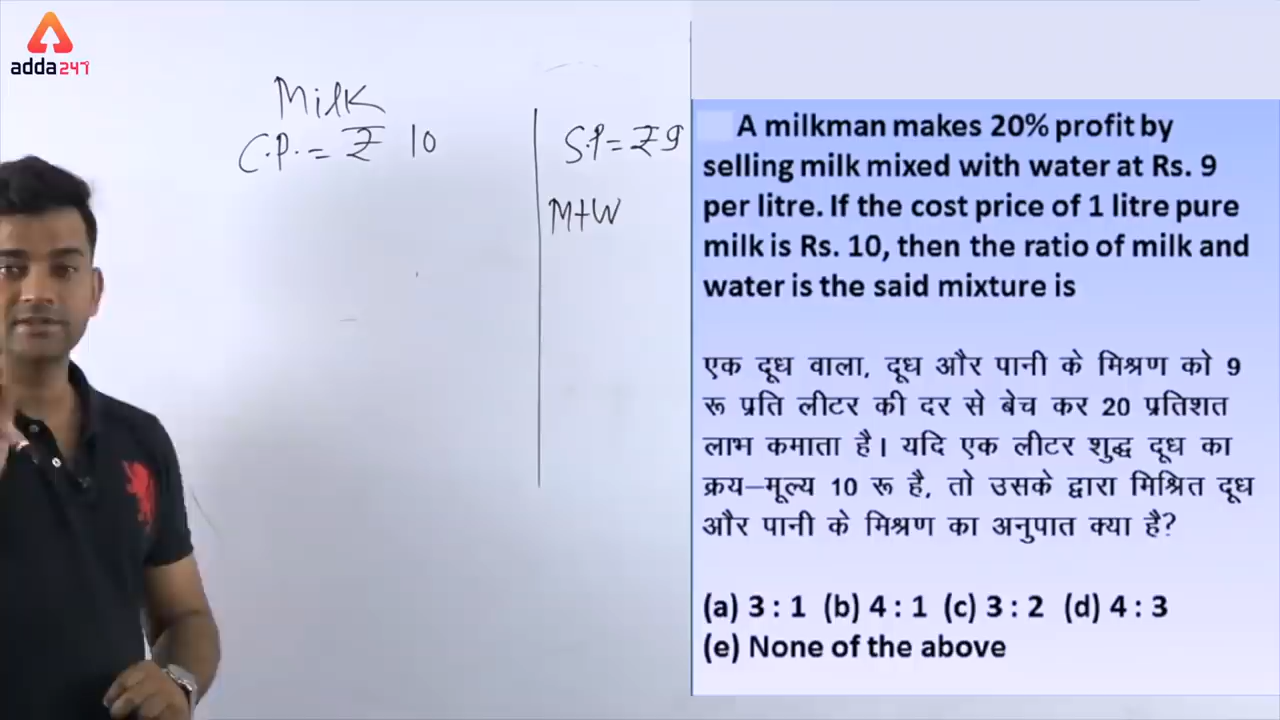 adda247
Milk
C.P. = ₹ 10
S.P = ₹9
M+W
A milkman makes 20% profit by
selling milk mixed with water at Rs. 9
per litre. If the cost price of 1 litre pure
milk is Rs. 10, then the ratio of milk and
water is the said mixture is
एक दूध वाला, दूध और पानी के मिश्रण को 9
रू प्रति लीटर की दर से बेच कर 20 प्रतिशत
लाभ कमाता है। यदि एक लीटर शुद्ध दूध का
क्रय–मूल्य 10 रू है, तो उसके द्वारा मिश्रित दूध
और पानी के मिश्रण का अनुपात क्या है?
(a) 3 : 1 (b) 4 : 1 (c) 3 : 2 (d) 4 : 3
(e) None of the above